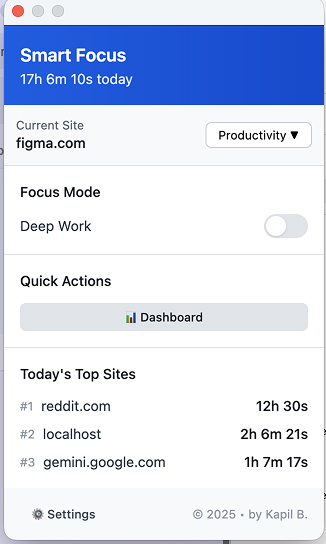 Smart Focus
17h 6m 10s today
Current Site
figma.com
Productivity ▼
Focus Mode
Deep Work
Quick Actions
📊 Dashboard
Today's Top Sites
#1 reddit.com 12h 30s
#2 localhost 2h 6m 21s
#3 gemini.google.com 1h 7m 17s
⚙️ Settings © 2025 • by Kapil B.